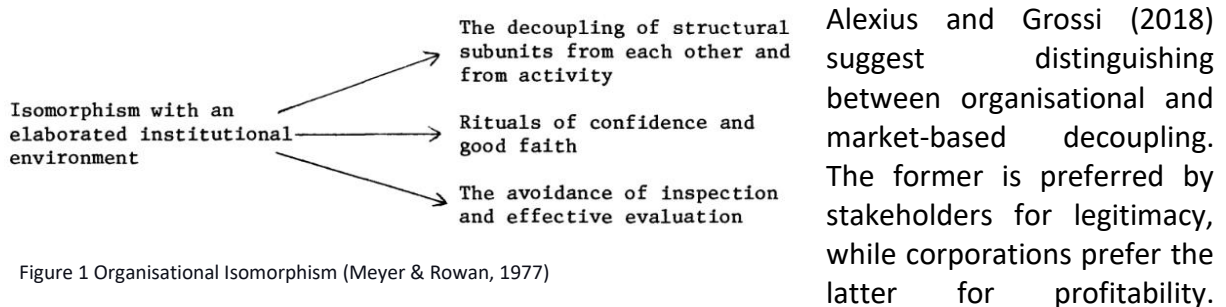 The decoupling of structural
subunits from each other and
from activity
Isomorphism with an
elaborated institutional
environment
Rituals of confidence and
good faith
The avoidance of inspection
and effective evaluation
Figure 1 Organisational Isomorphism (Meyer & Rowan, 1977)
Alexius and Grossi (2018)
suggest distinguishing
between organisational and
market-based decoupling.
The former is preferred by
stakeholders for legitimacy,
while corporations prefer the
latter for profitability.